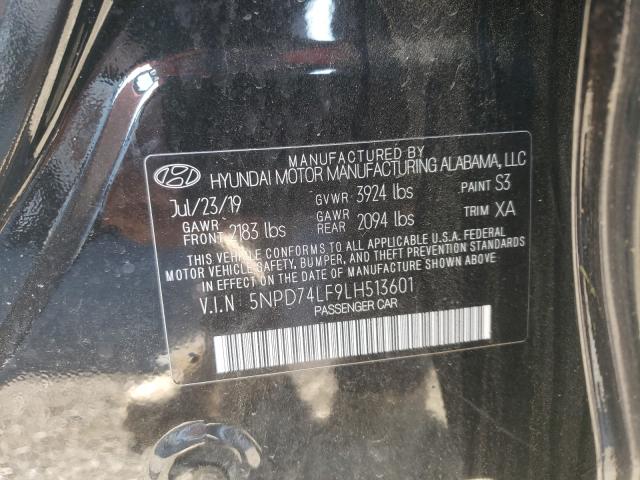 MANUFACTURED BY
HYUNDAI MOTOR MANUFACTURING ALABAMA, LLC
Jul/23/19 GVWR 3924 lbs PAINT S3
GAWR FRONT 2183 lbs GAWR REAR 2094 lbs TRIM XA
THIS VEHICLE CONFORMS TO ALL APPLICABLE U.S.A. FEDERAL
MOTOR VEHICLE SAFETY, BUMPER, AND THEFT PREVENTION STANDARDS
IN EFFECT ON THE DATE OF MANUFACTURE SHOWN ABOVE.
V.I.N : 5NPD74LF9LH513601
PASSENGER CAR